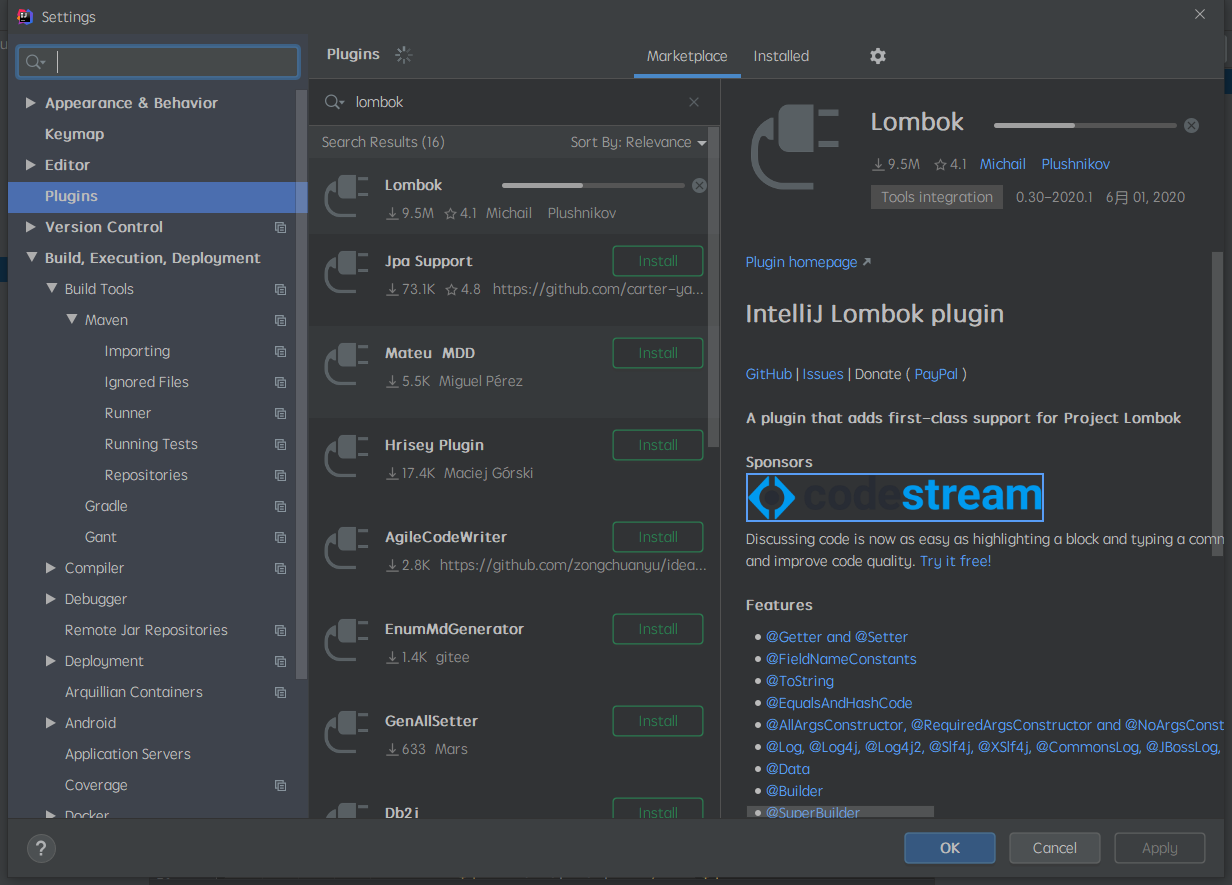 Settings
Appearance & Behavior
Keymap
Editor
Plugins
Version Control
Build, Execution, Deployment
Build Tools
Maven
Importing
Ignored Files
Runner
Running Tests
Repositories
Gradle
Gant
Compiler
Debugger
Remote Jar Repositories
Deployment
Arquillian Containers
Android
Application Servers
Coverage
Docker
?
Plugins
Marketplace
Installed
lombok
Search Results (16)
Sort By: Relevance
Lombok
9.5M 4.1 Michail Plushnikov
Jpa Support
Install
73.1K 4.8 https://github.com/carter-ya...
Mateu MDD
Install
5.5K Miguel Pérez
Hrisey Plugin
Install
17.4K Maciej Górski
AgileCodeWriter
Install
2.8K https://github.com/zongchuanyu/idea...
EnumMdGenerator
Install
1.4K gitee
GenAllSetter
Install
633 Mars
Db2j
Install
Lombok
9.5M 4.1 Michail Plushnikov
Tools integration 0.30-2020.1 6月 01, 2020
Plugin homepage
IntelliJ Lombok plugin
GitHub | Issues | Donate ( PayPal )
A plugin that adds first-class support for Project Lombok
Sponsors
codestream
Discussing code is now as easy as highlighting a block and typing a comm
and improve code quality. Try it free!
Features
@Getter and @Setter
@FieldNameConstants
@ToString
@EqualsAndHashCode
@AllArgsConstructor, @RequiredArgsConstructor and @NoArgsConst
@Log, @Log4j, @Log4j2, @Slf4j, @XSlf4j, @CommonsLog, @JBossLog,
@Data
@Builder
@SuperBuilder
OK
Cancel
Apply